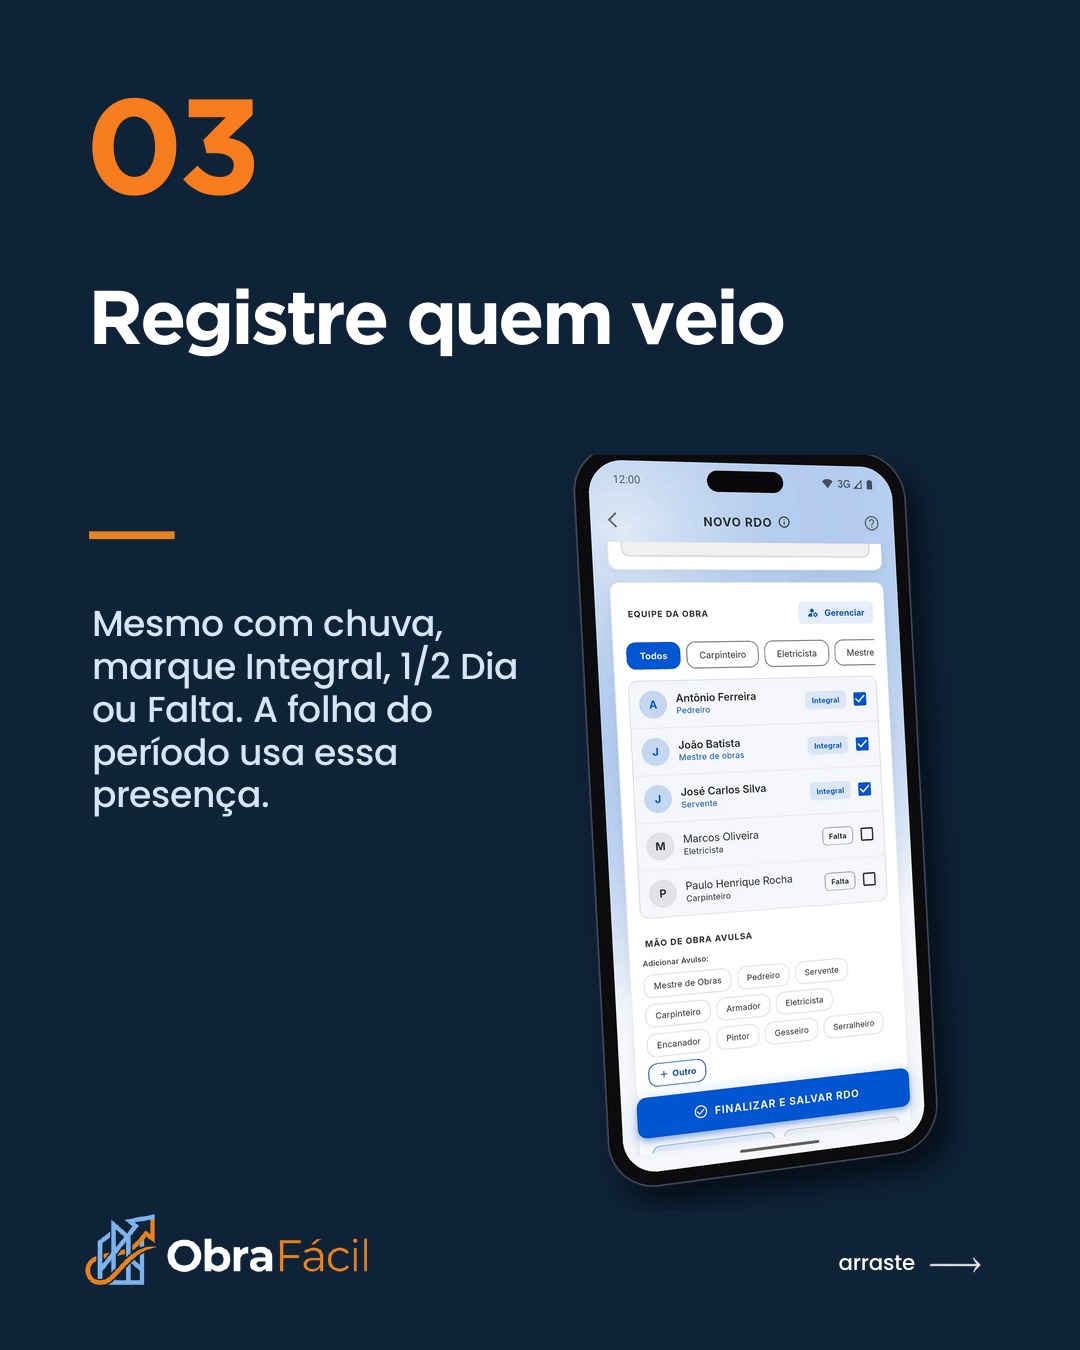 03
Registre quem veio
Mesmo com chuva,
marque Integral, 1/2 Dia
ou Falta. A folha do
período usa essa
presença.
12:00
3G
NOVO RDO
EQUIPE DA OBRA
Gerenciar
Todos
Carpinteiro
Eletricista
Mestre
A
Antônio Ferreira
Pedreiro
Integral
J
João Batista
Mestre de obras
Integral
J
José Carlos Silva
Servente
Integral
M
Marcos Oliveira
Eletricista
Falta
P
Paulo Henrique Rocha
Carpinteiro
Falta
MÃO DE OBRA AVULSA
Adicionar Avulso:
Mestre de Obras
Pedreiro
Servente
Carpinteiro
Armador
Eletricista
Encanador
Pintor
Gesseiro
Serralheiro
+ Outro
FINALIZAR E SALVAR RDO
ObraFácil
arraste